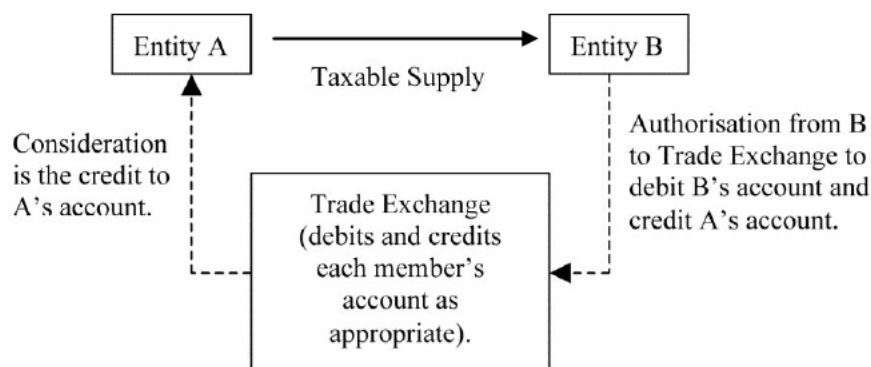 Entity A
Entity B
Taxable Supply
Consideration
is the credit to
A's account.
Authorisation from B
to Trade Exchange to
debit B's account and
credit A's account.
Trade Exchange
(debits and credits
each member's
account as
appropriate).